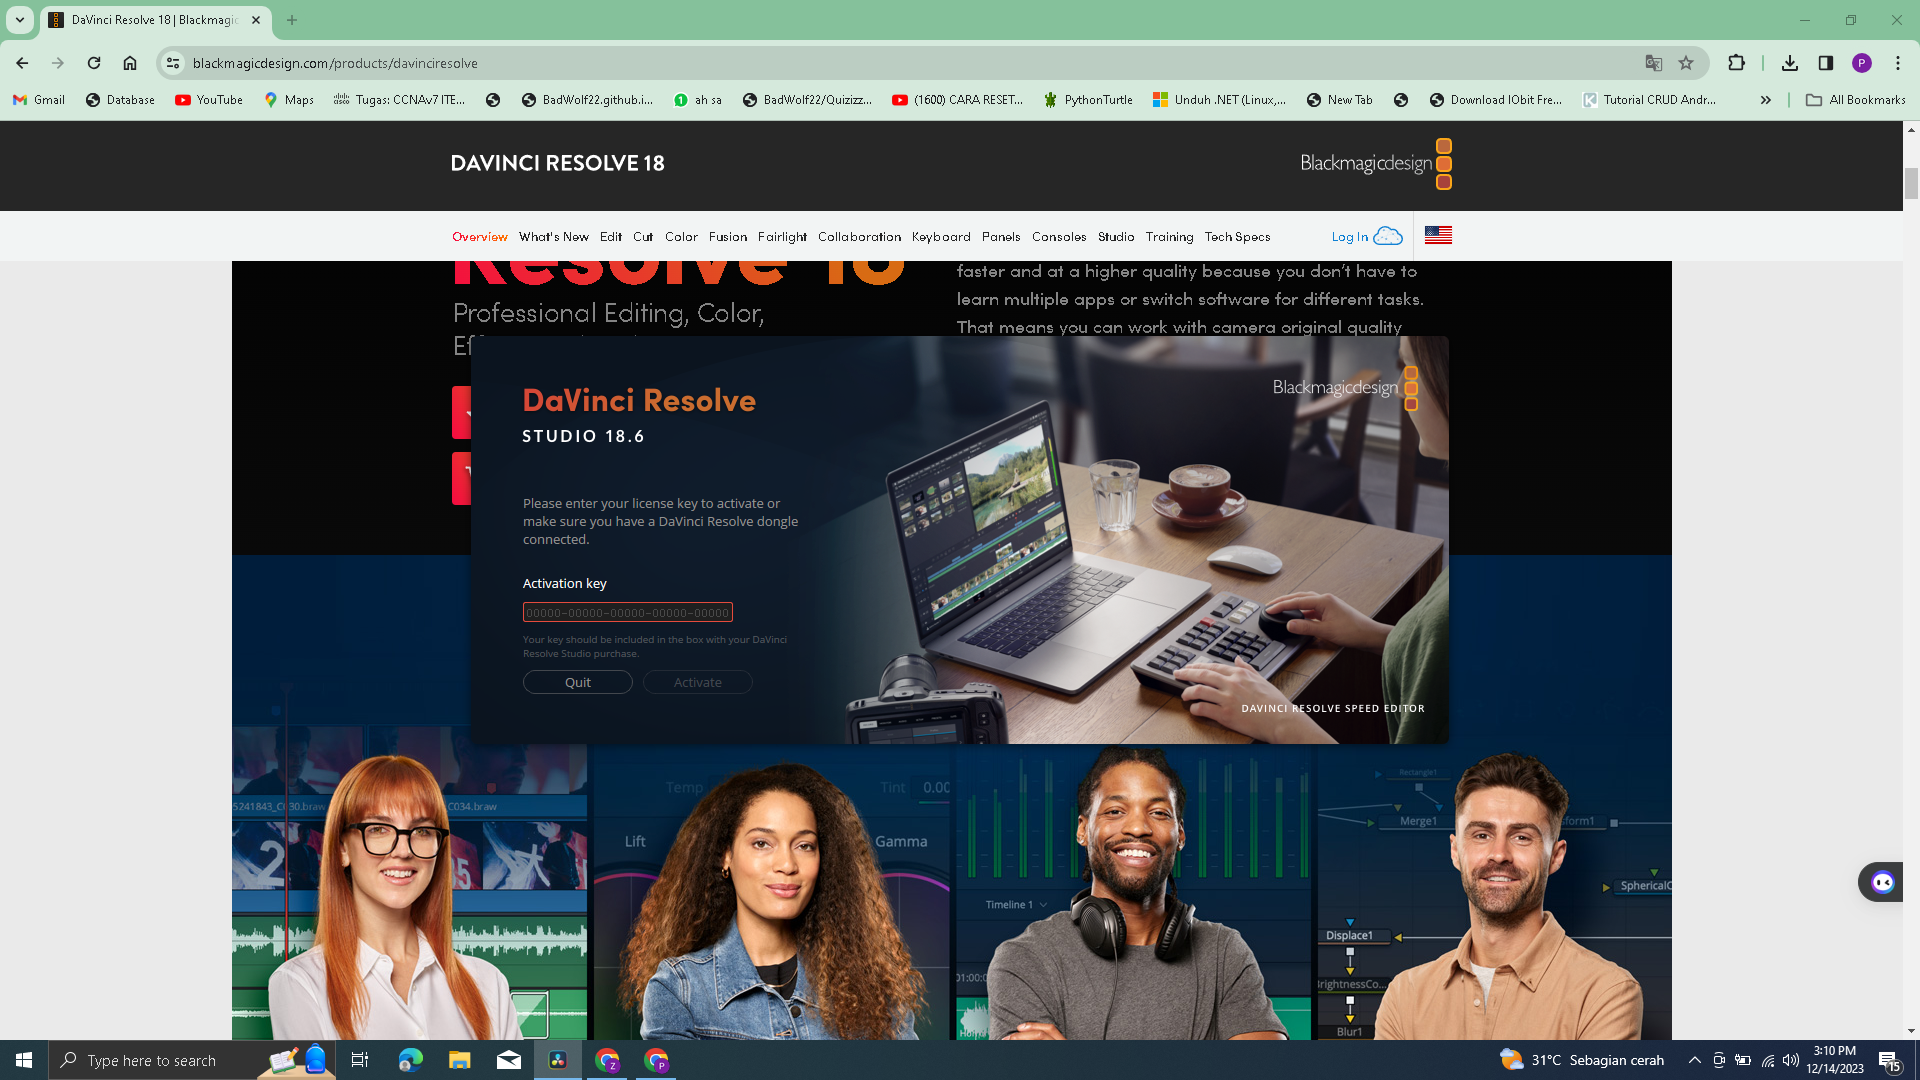 DaVinci Resolve 18 | Blackmagic
blackmagicdesign.com/products/davinciresolve
Gmail
Database
YouTube
Maps
Tugas: CCNAv7 ITE...
BadWolf22.github.i...
ah sa
BadWolf22/Quizizz...
(1600) CARA RESET...
PythonTurtle
Unduh .NET (Linux,...
New Tab
Download IObit Fre...
Tutorial CRUD Andr...
All Bookmarks
DAVINCI RESOLVE 18
Blackmagicdesign
Overview What's New Edit Cut Color Fusion Fairlight Collaboration Keyboard Panels Consoles Studio Training Tech Specs
Log In
Resolve 18
Professional Editing, Color,
faster and at a higher quality because you don't have to
learn multiple apps or switch software for different tasks.
That means you can work with camera original quality
DaVinci Resolve
STUDIO 18.6
Blackmagicdesign
Please enter your license key to activate or
make sure you have a DaVinci Resolve dongle
connected.
Activation key
00000-00000-00000-00000-00000
Your key should be included in the box with your DaVinci
Resolve Studio purchase.
Quit
Activate
DAVINCI RESOLVE SPEED EDITOR
5241843_C030.braw
C034.braw
Temp
Tint 0.00
Lift
Gamma
Timeline 1
01:00:0
Rectangle1
Merge1
sform1
SphericalC
Displace1
BrightnessCo...
Blur1
Type here to search
31°C Sebagian cerah
3:10 PM
12/14/2023
15